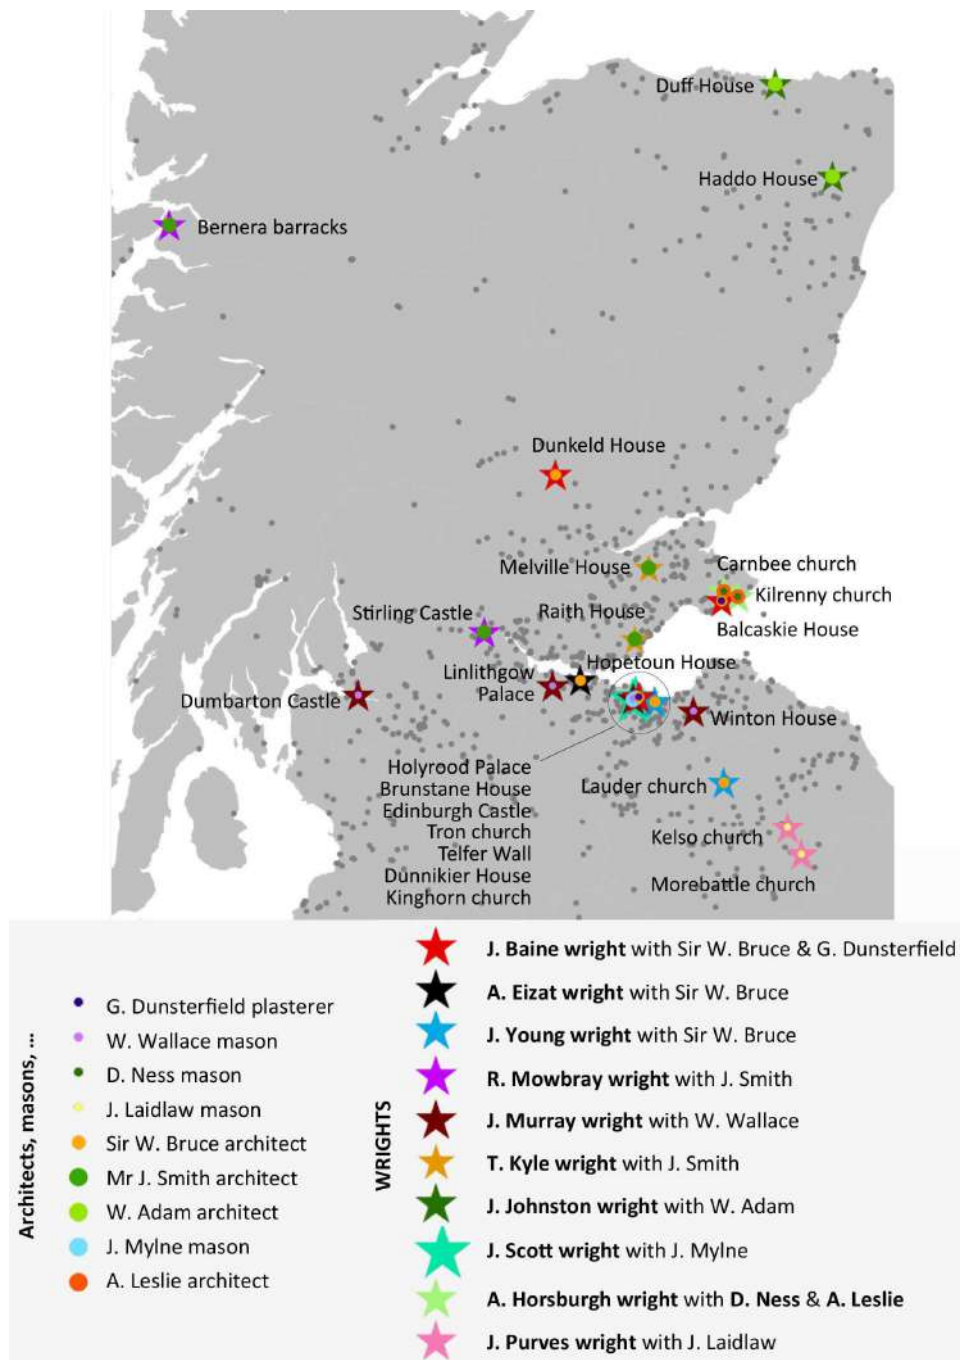 Duff House
Haddo House
Bernera barracks
Dunkeld House
Melville House
Carnbee church
Kilrenny church
Balcaskie House
Stirling Castle
Raith House
Hopetoun House
Linlithgow
Palace
Dumbarton Castle
Winton House
Holyrood Palace
Brunstane House
Edinburgh Castle
Tron church
Telfer Wall
Dunnikier House
Kinghorn church
Lauder church
Kelso church
Morebattle church
Architects, masons, ...
G. Dunsterfield plasterer
W. Wallace mason
D. Ness mason
J. Laidlaw mason
Sir W. Bruce architect
Mr J. Smith architect
W. Adam architect
J. Mylne mason
A. Leslie architect
WRIGHTS
J. Baine wright with Sir W. Bruce & G. Dunsterfield
A. Eizat wright with Sir W. Bruce
J. Young wright with Sir W. Bruce
R. Mowbray wright with J. Smith
J. Murray wright with W. Wallace
T. Kyle wright with J. Smith
J. Johnston wright with W. Adam
J. Scott wright with J. Mylne
A. Horsburgh wright with D. Ness & A. Leslie
J. Purves wright with J. Laidlaw